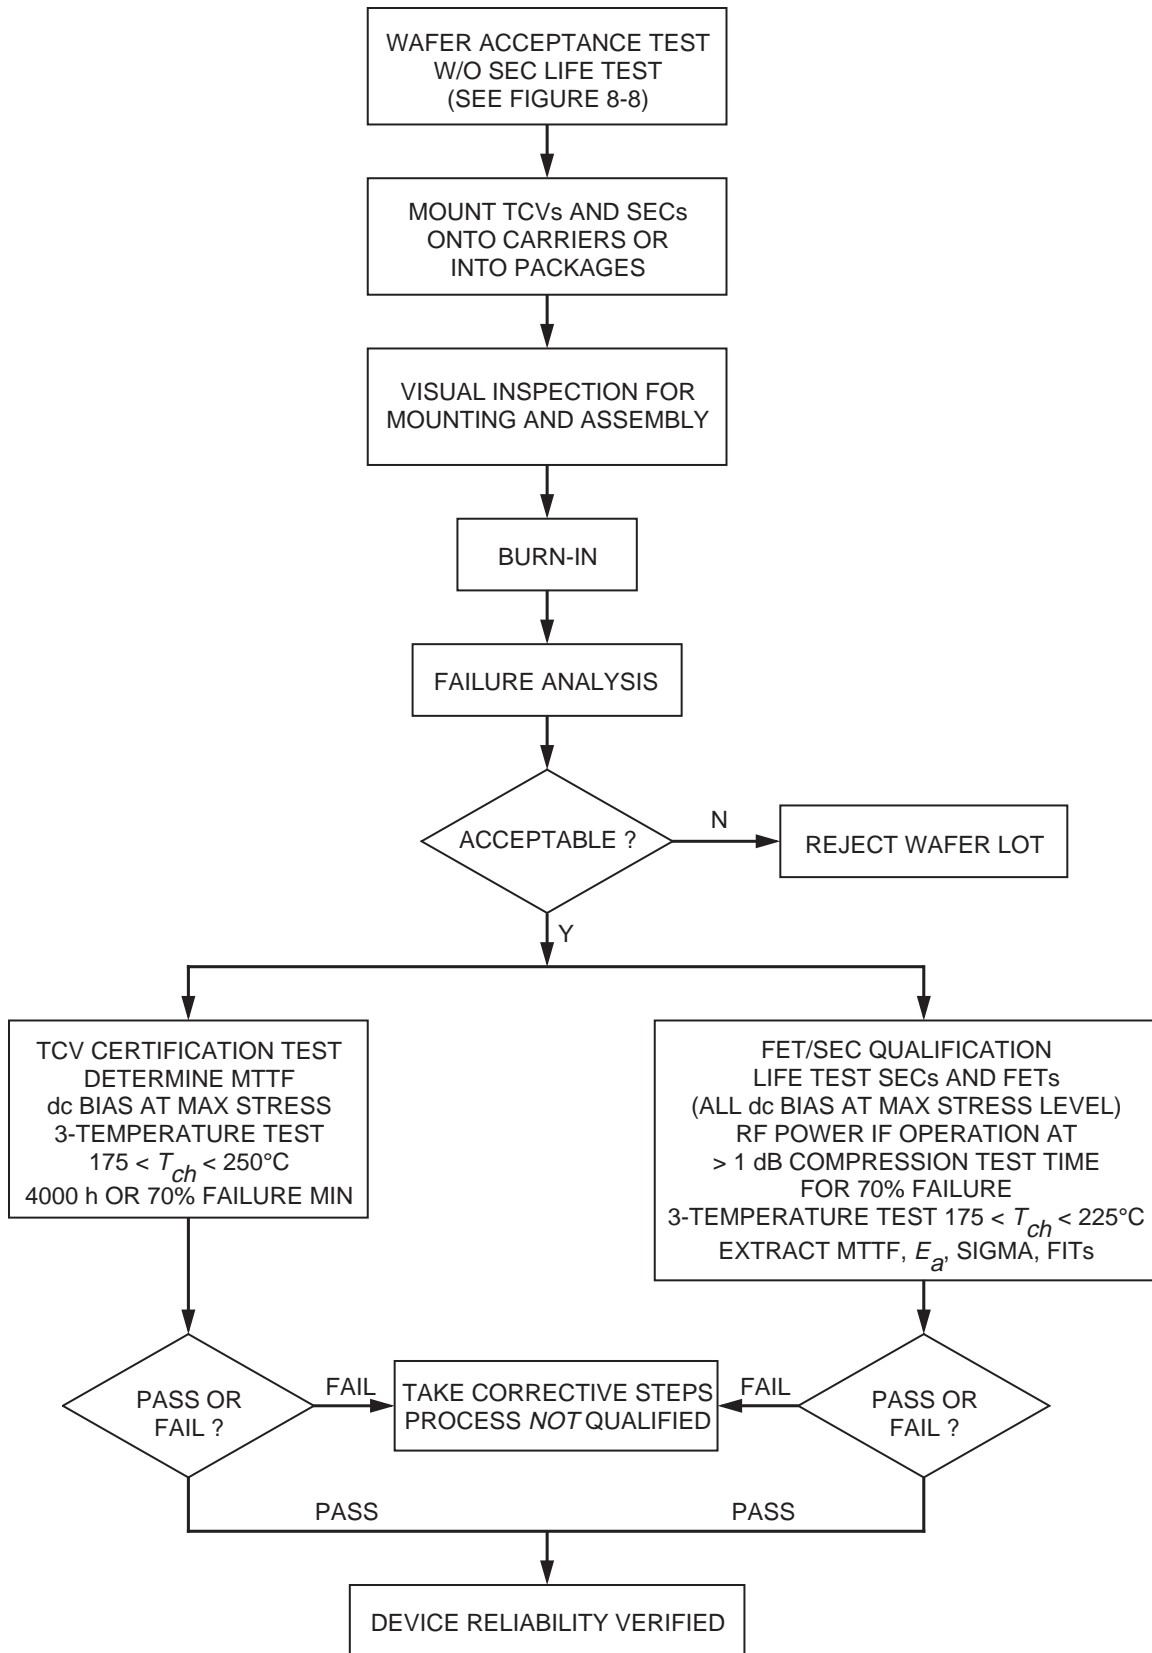 WAFER ACCEPTANCE TEST
W/O SEC LIFE TEST
(SEE FIGURE 8-8)
MOUNT TCVs AND SECs
ONTO CARRIERS OR
INTO PACKAGES
VISUAL INSPECTION FOR
MOUNTING AND ASSEMBLY
BURN-IN
FAILURE ANALYSIS
ACCEPTABLE ?
N
REJECT WAFER LOT
Y
TCV CERTIFICATION TEST
DETERMINE MTTF
dc BIAS AT MAX STRESS
3-TEMPERATURE TEST
175 < Tch < 250°C
4000 h OR 70% FAILURE MIN
FET/SEC QUALIFICATION
LIFE TEST SECs AND FETs
(ALL dc BIAS AT MAX STRESS LEVEL)
RF POWER IF OPERATION AT
> 1 dB COMPRESSION TEST TIME
FOR 70% FAILURE
3-TEMPERATURE TEST 175 < Tch < 225°C
EXTRACT MTTF, Ea, SIGMA, FITs
PASS OR
FAIL ?
FAIL
TAKE CORRECTIVE STEPS
PROCESS NOT QUALIFIED
FAIL
PASS OR
FAIL ?
PASS
PASS
DEVICE RELIABILITY VERIFIED